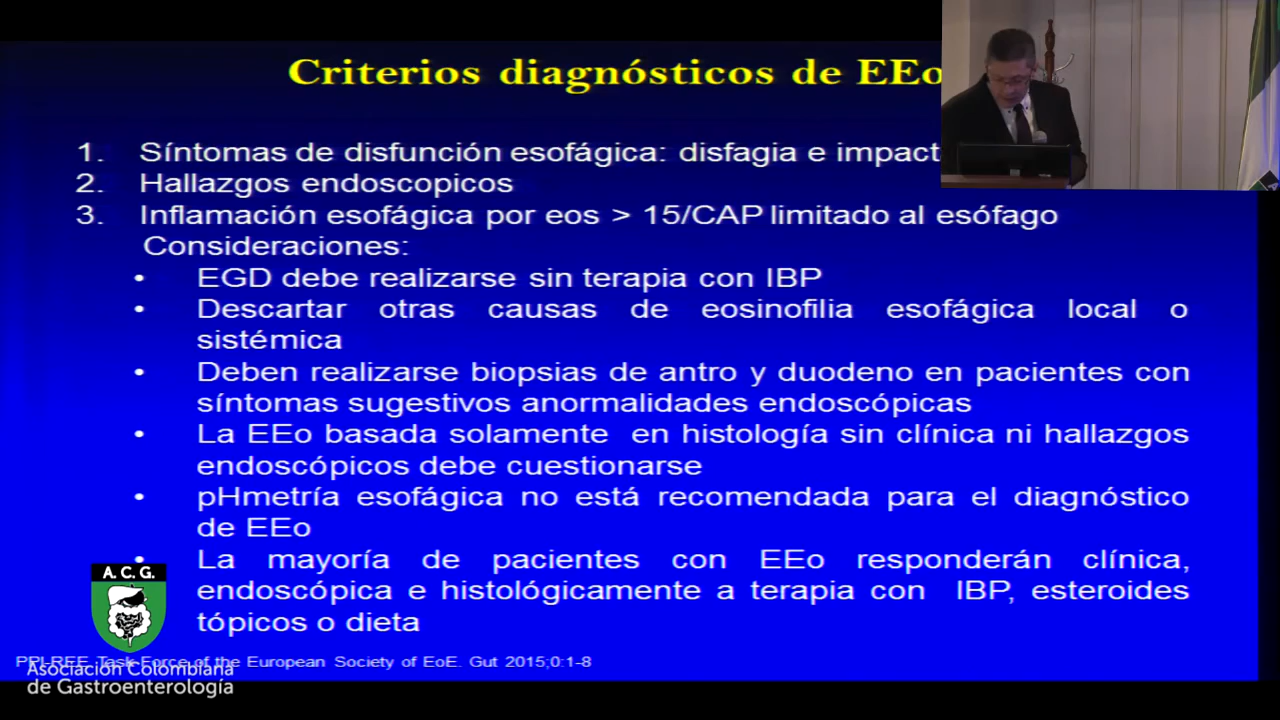 Criterios diagnósticos de EEo
1. Síntomas de disfunción esofágica: disfagia e impact
2. Hallazgos endoscopicos
3. Inflamación esofágica por eos > 15/CAP limitado al esófago
Consideraciones:
• EGD debe realizarse sin terapia con IBP
• Descartar otras causas de eosinofilia esofágica local o
sistémica
• Deben realizarse biopsias de antro y duodeno en pacientes con
síntomas sugestivos anormalidades endoscópicas
• La EEo basada solamente en histología sin clínica ni hallazgos
endoscópicos debe cuestionarse
• pHmetría esofágica no está recomendada para el diagnóstico
de EEo
• La mayoría de pacientes con EEo responderán clínica,
endoscópica e histológicamente a terapia con IBP, esteroides
tópicos o dieta
A. C. G.
PPI-REE Task Force of the European Society of EoE. Gut 2015;0:1-8
Asociación Colombiana
de Gastroenterología